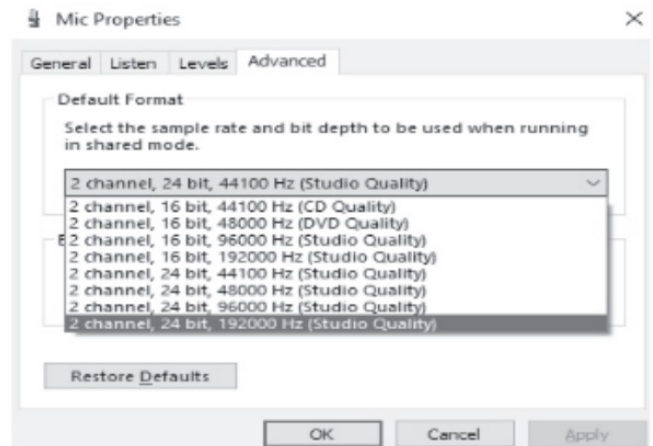 Mic Properties
General Listen Levels Advanced
Default Format
Select the sample rate and bit depth to be used when running
in shared mode.
2 channel, 24 bit, 44100 Hz (Studio Quality)
2 channel, 16 bit, 44100 Hz (CD Quality)
2 channel, 16 bit, 48000 Hz (DVD Quality)
2 channel, 16 bit, 96000 Hz (Studio Quality)
2 channel, 16 bit, 192000 Hz (Studio Quality)
2 channel, 24 bit, 44100 Hz (Studio Quality)
2 channel, 24 bit, 48000 Hz (Studio Quality)
2 channel, 24 bit, 96000 Hz (Studio Quality)
2 channel, 24 bit, 192000 Hz (Studio Quality)
Restore Defaults
OK Cancel Apply